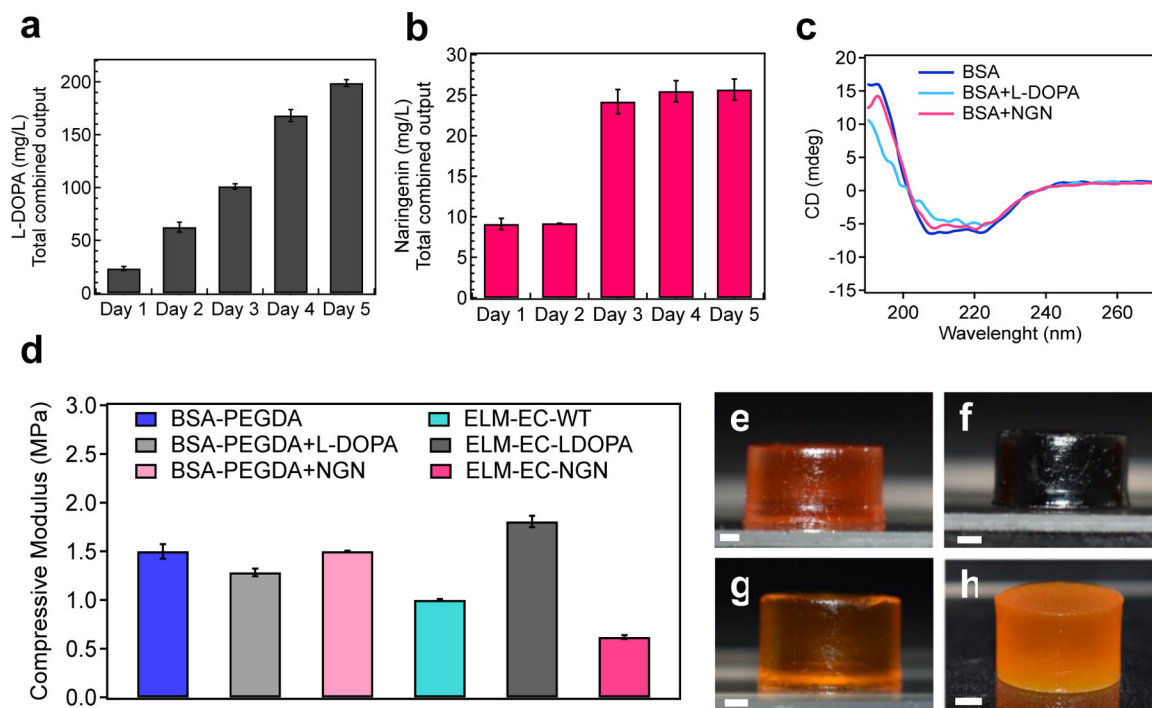 a
L-DOPA (mg/L)
Total combined output
200
150
100
50
0
Day 1 Day 2 Day 3 Day 4 Day 5
b
Naringenin (mg/L)
Total combined output
30
25
20
15
10
5
0
Day 1 Day 2 Day 3 Day 4 Day 5
c
CD (mdeg)
20
15
10
5
0
-5
-10
-15
BSA
BSA+L-DOPA
BSA+NGN
200 220 240 260
Wavelenght (nm)
d
Compressive Modulus (MPa)
3.0
2.5
2.0
1.5
1.0
0.5
0.0
BSA-PEGDA
BSA-PEGDA+L-DOPA
BSA-PEGDA+NGN
ELM-EC-WT
ELM-EC-LDOPA
ELM-EC-NGN
e
f
g
h